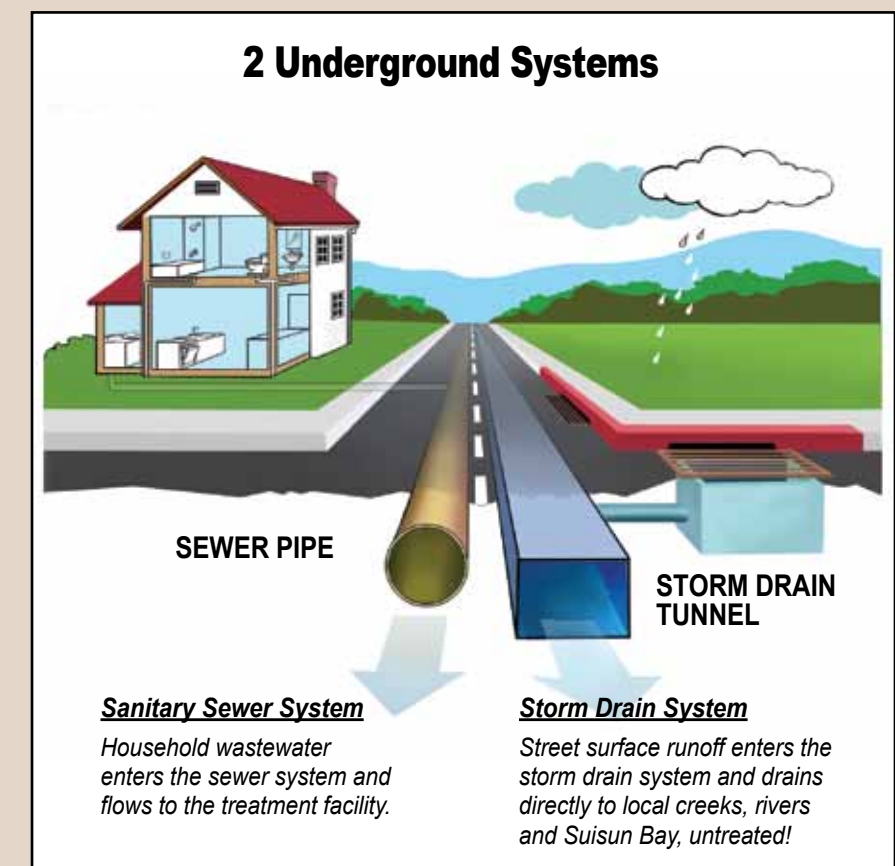 2 Underground Systems
SEWER PIPE
STORM DRAIN
TUNNEL
Sanitary Sewer System
Household wastewater
enters the sewer system and
flows to the treatment facility.
Storm Drain System
Street surface runoff enters the
storm drain system and drains
directly to local creeks, rivers
and Suisun Bay, untreated!